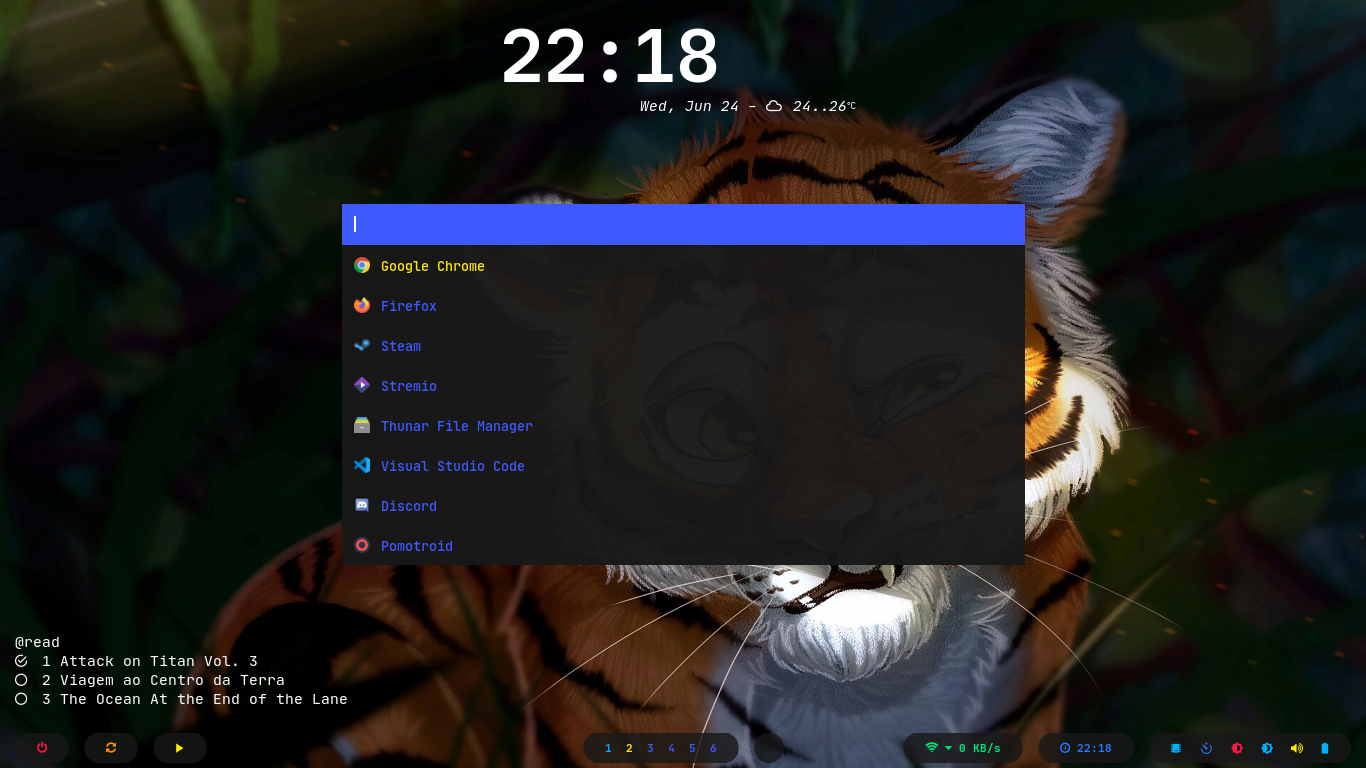 22:18
Wed, Jun 24 - 24..26°C
Google Chrome
Firefox
Steam
Stremio
Thunar File Manager
Visual Studio Code
Discord
Pomotroid
@read
1 Attack on Titan Vol. 3
2 Viagem ao Centro da Terra
3 The Ocean At the End of the Lane
1 2 3 4 5 6
0 KB/s
22:18